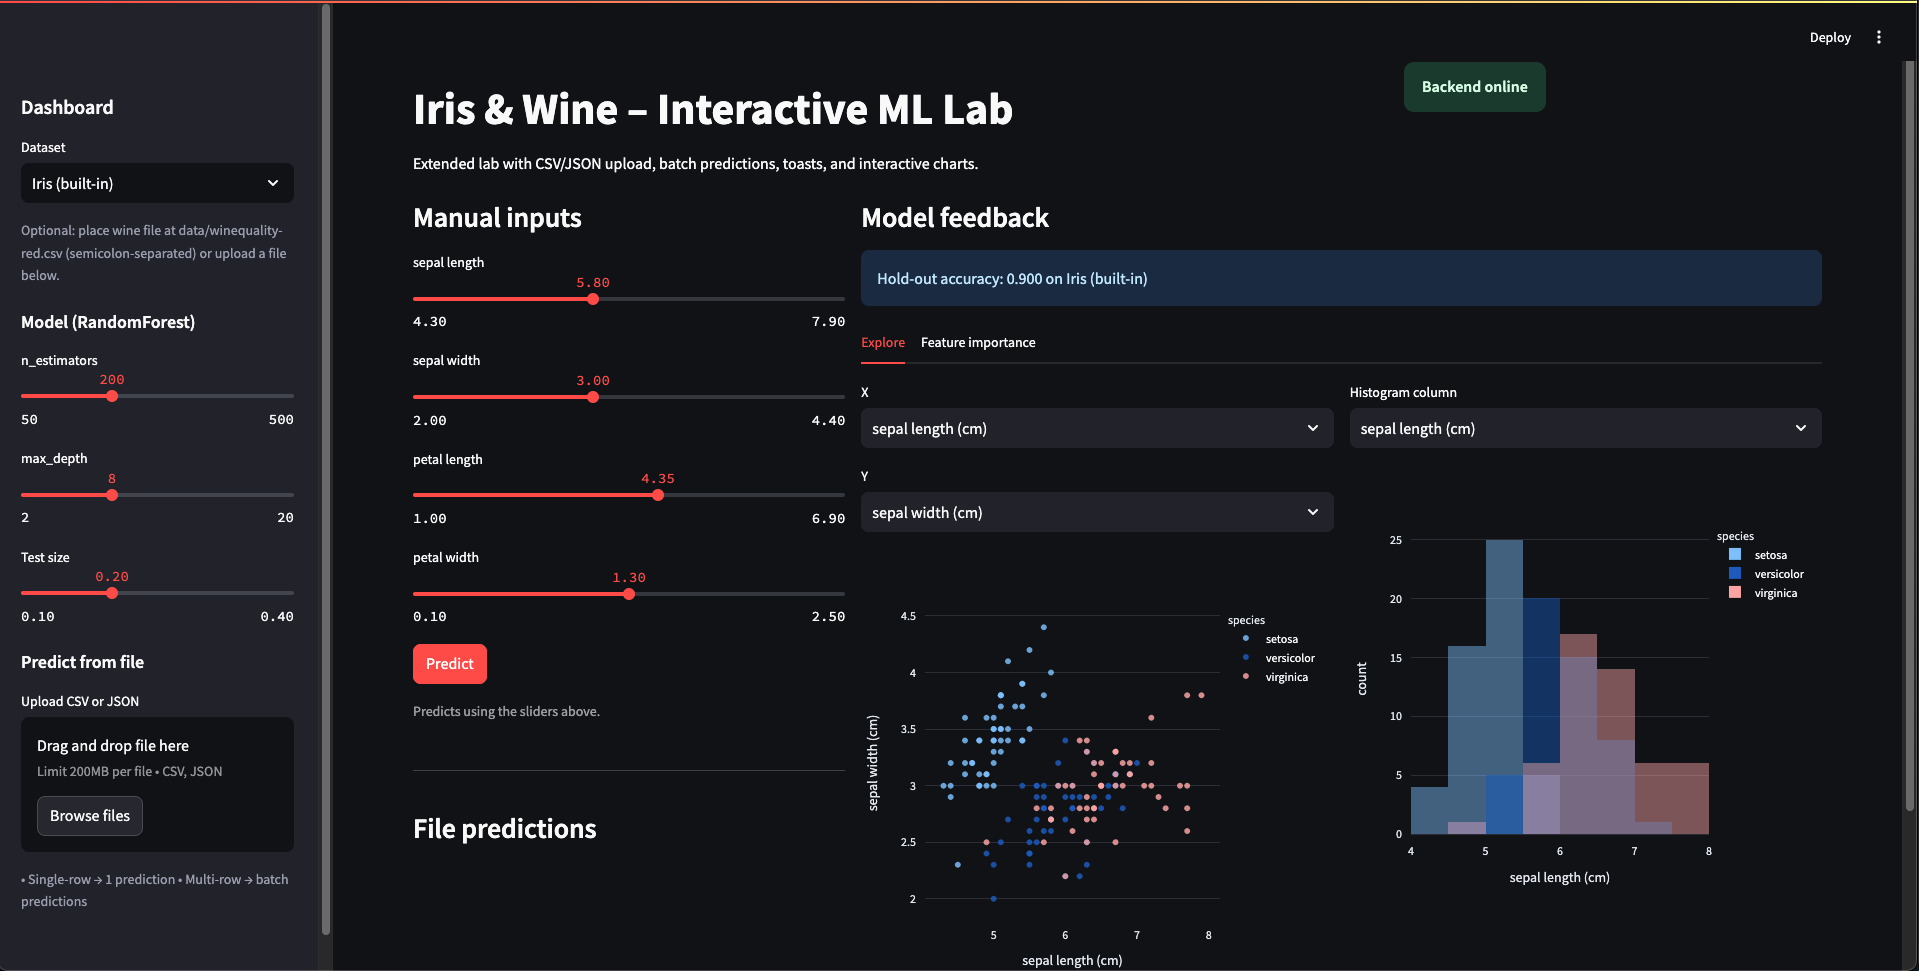 Deploy
Dashboard
Dataset
Iris (built-in)
Optional: place wine file at data/winequality-
red.csv (semicolon-separated) or upload a file
below.
Model (RandomForest)
n_estimators
200
50 500
max_depth
8
2 20
Test size
0.20
0.10 0.40
Predict from file
Upload CSV or JSON
Drag and drop file here
Limit 200MB per file • CSV, JSON
Browse files
• Single-row → 1 prediction • Multi-row → batch
predictions
Backend online
Iris & Wine – Interactive ML Lab
Extended lab with CSV/JSON upload, batch predictions, toasts, and interactive charts.
Manual inputs
sepal length
5.80
4.30 7.90
sepal width
3.00
2.00 4.40
petal length
4.35
1.00 6.90
petal width
1.30
0.10 2.50
Predict
Predicts using the sliders above.
File predictions
Model feedback
Hold-out accuracy: 0.900 on Iris (built-in)
Explore Feature importance
X
sepal length (cm)
Y
sepal width (cm)
species
setosa
versicolor
virginica
4.5
4
3.5
3
2.5
2
sepal width (cm)
5 6 7 8
sepal length (cm)
Histogram column
sepal length (cm)
species
setosa
versicolor
virginica
25
20
15
10
5
0
count
4 5 6 7 8
sepal length (cm)